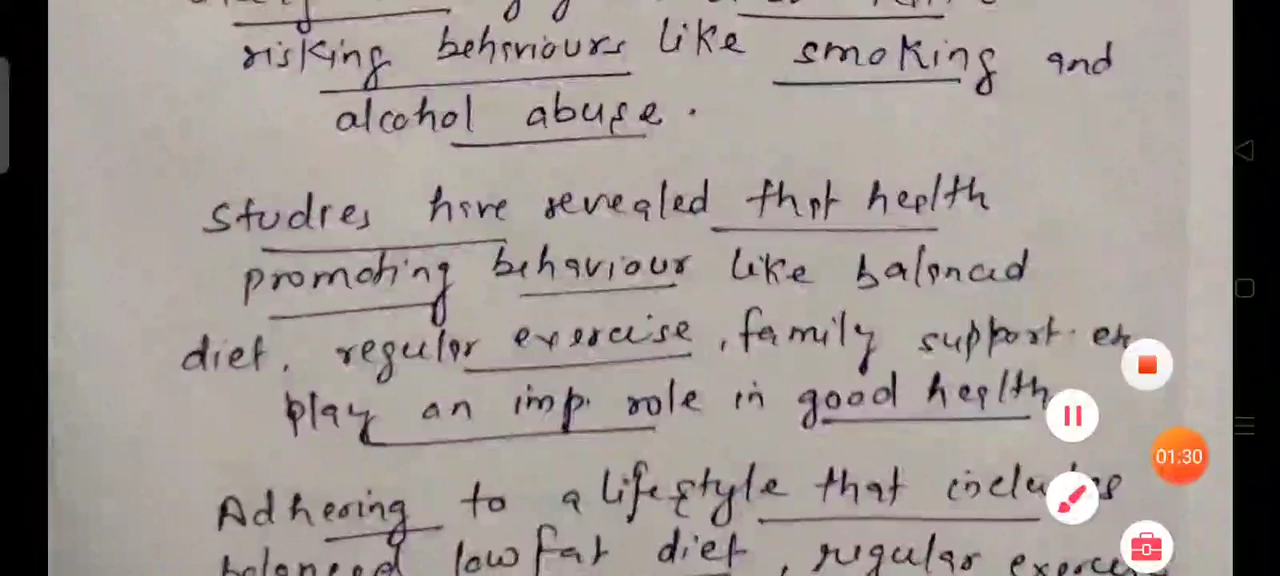 risking behaviours like smoking and
alcohol abuse.
Studies have revealed that health
promoting behaviour like balanced
diet, regular exercise, family support
play an imp. role in good health
Adhering to a lifestyle that includes
balanced low fat diet, regular exercise
01:30